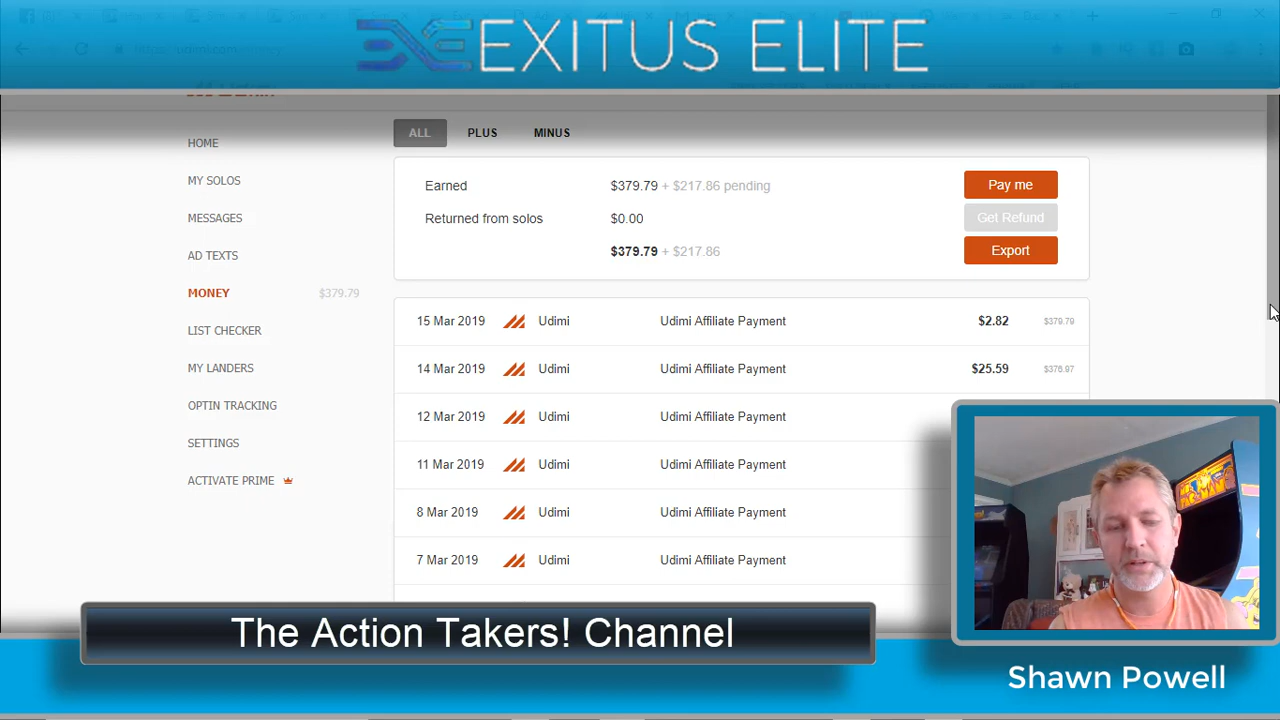 EXITUS ELITE
ALL PLUS MINUS
HOME
MY SOLOS
MESSAGES
AD TEXTS
MONEY $379.79
LIST CHECKER
MY LANDERS
OPTIN TRACKING
SETTINGS
ACTIVATE PRIME
Earned $379.79 + $217.86 pending Pay me
Returned from solos $0.00 Get Refund
$379.79 + $217.86 Export
15 Mar 2019 Udimi Udimi Affiliate Payment $2.82 $379.79
14 Mar 2019 Udimi Udimi Affiliate Payment $25.59 $376.97
12 Mar 2019 Udimi Udimi Affiliate Payment
11 Mar 2019 Udimi Udimi Affiliate Payment
8 Mar 2019 Udimi Udimi Affiliate Payment
7 Mar 2019 Udimi Udimi Affiliate Payment
The Action Takers! Channel
Shawn Powell